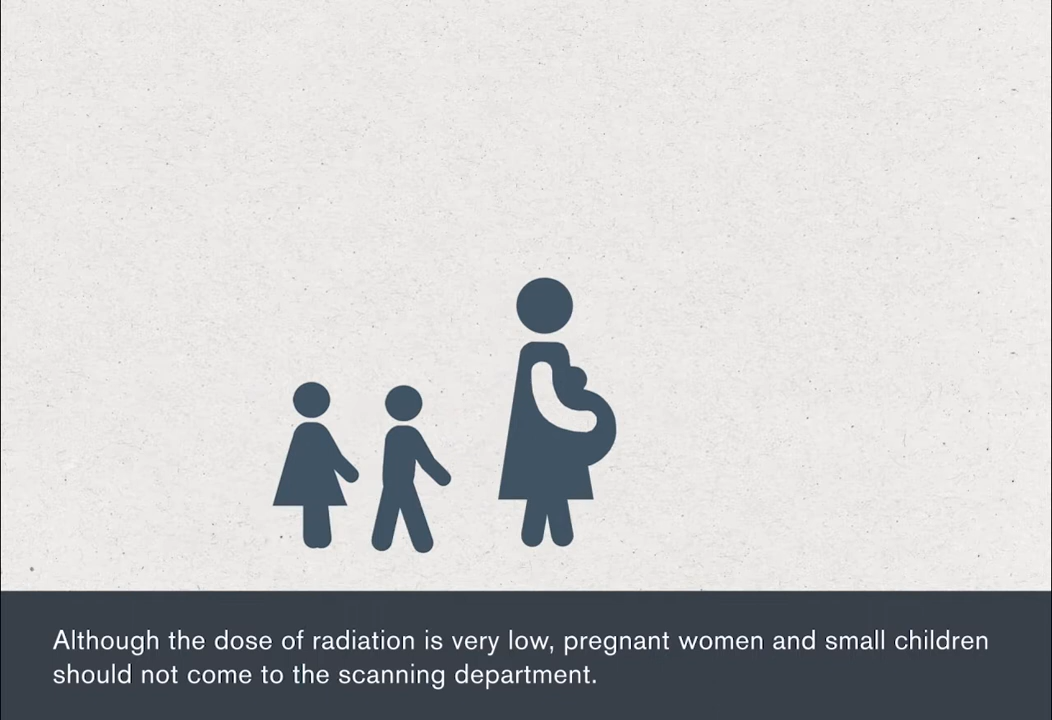 Although the dose of radiation is very low, pregnant women and small children
should not come to the scanning department.